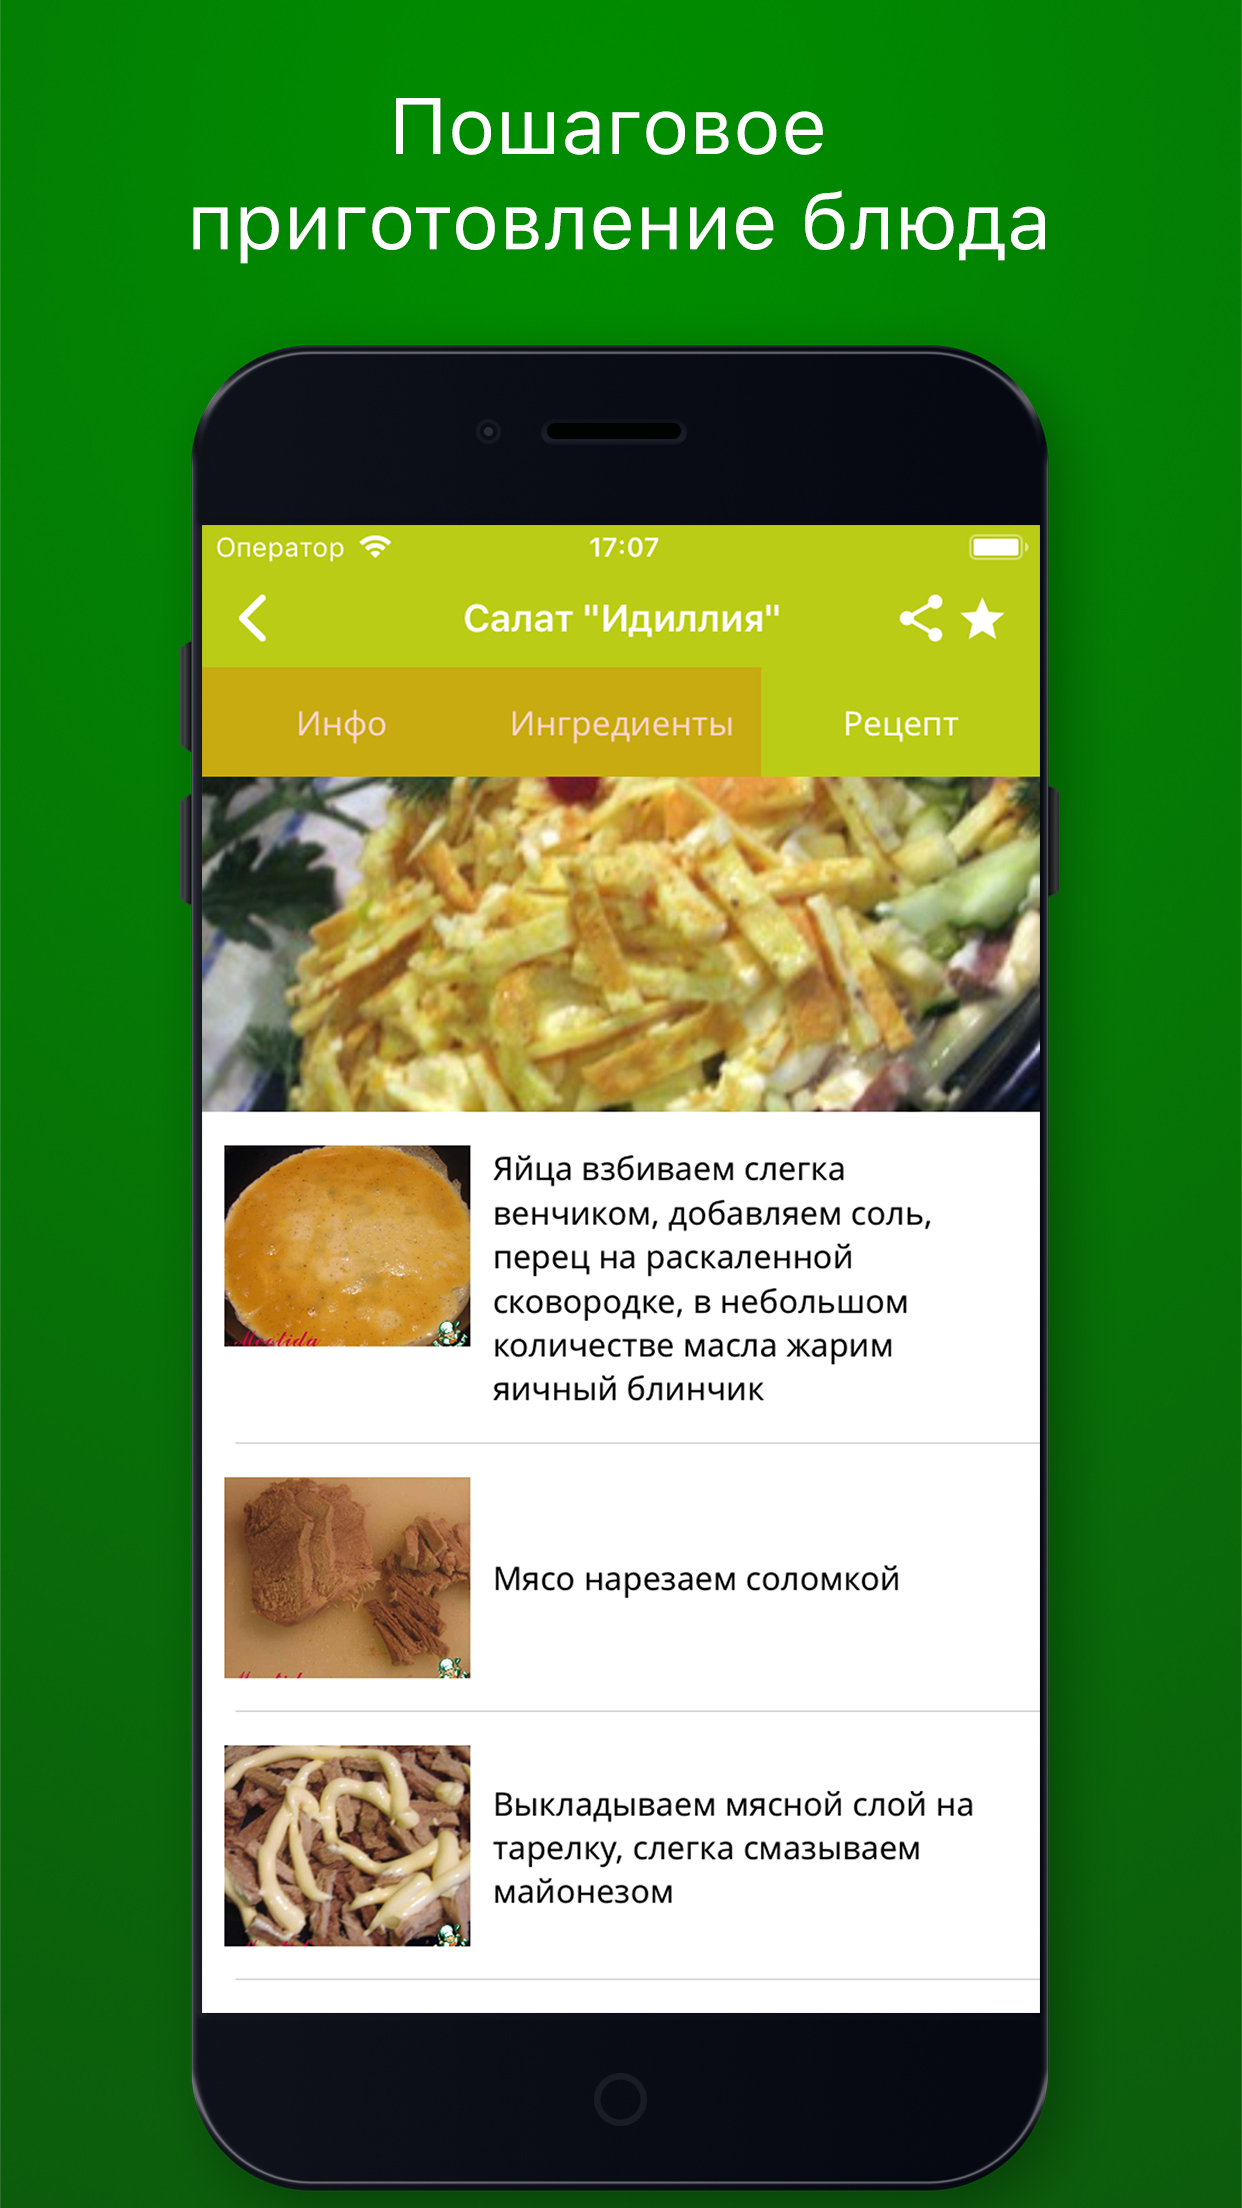 Пошаговое
приготовление блюда
Оператор
17:07
Салат "Идиллия"
Инфо
Ингредиенты
Рецепт
Яйца взбиваем слегка
венчиком, добавляем соль,
перец на раскаленной
сковородке, в небольшом
количестве масла жарим
яичный блинчик
Мясо нарезаем соломкой
Выкладываем мясной слой на
тарелку, слегка смазываем
майонезом